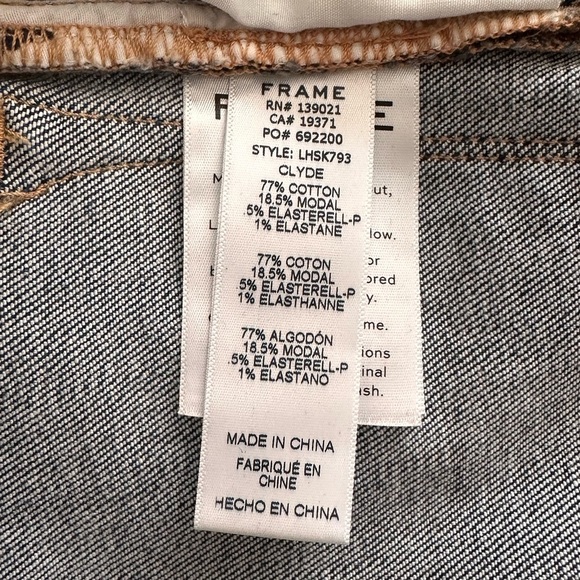 FRAME
RN# 139021
CA# 19371
PO# 692200
STYLE: LHSK793
CLYDE
77% COTTON
18.5% MODAL
.5% ELASTERELL-P
1% ELASTANE
77% COTON
18.5% MODAL
.5% ELASTERELL-P
1% ELASTHANNE
77% ALGODÓN
18.5% MODAL
.5% ELASTERELL-P
1% ELASTANO
MADE IN CHINA
FABRIQUÉ EN
CHINE
HECHO EN CHINA